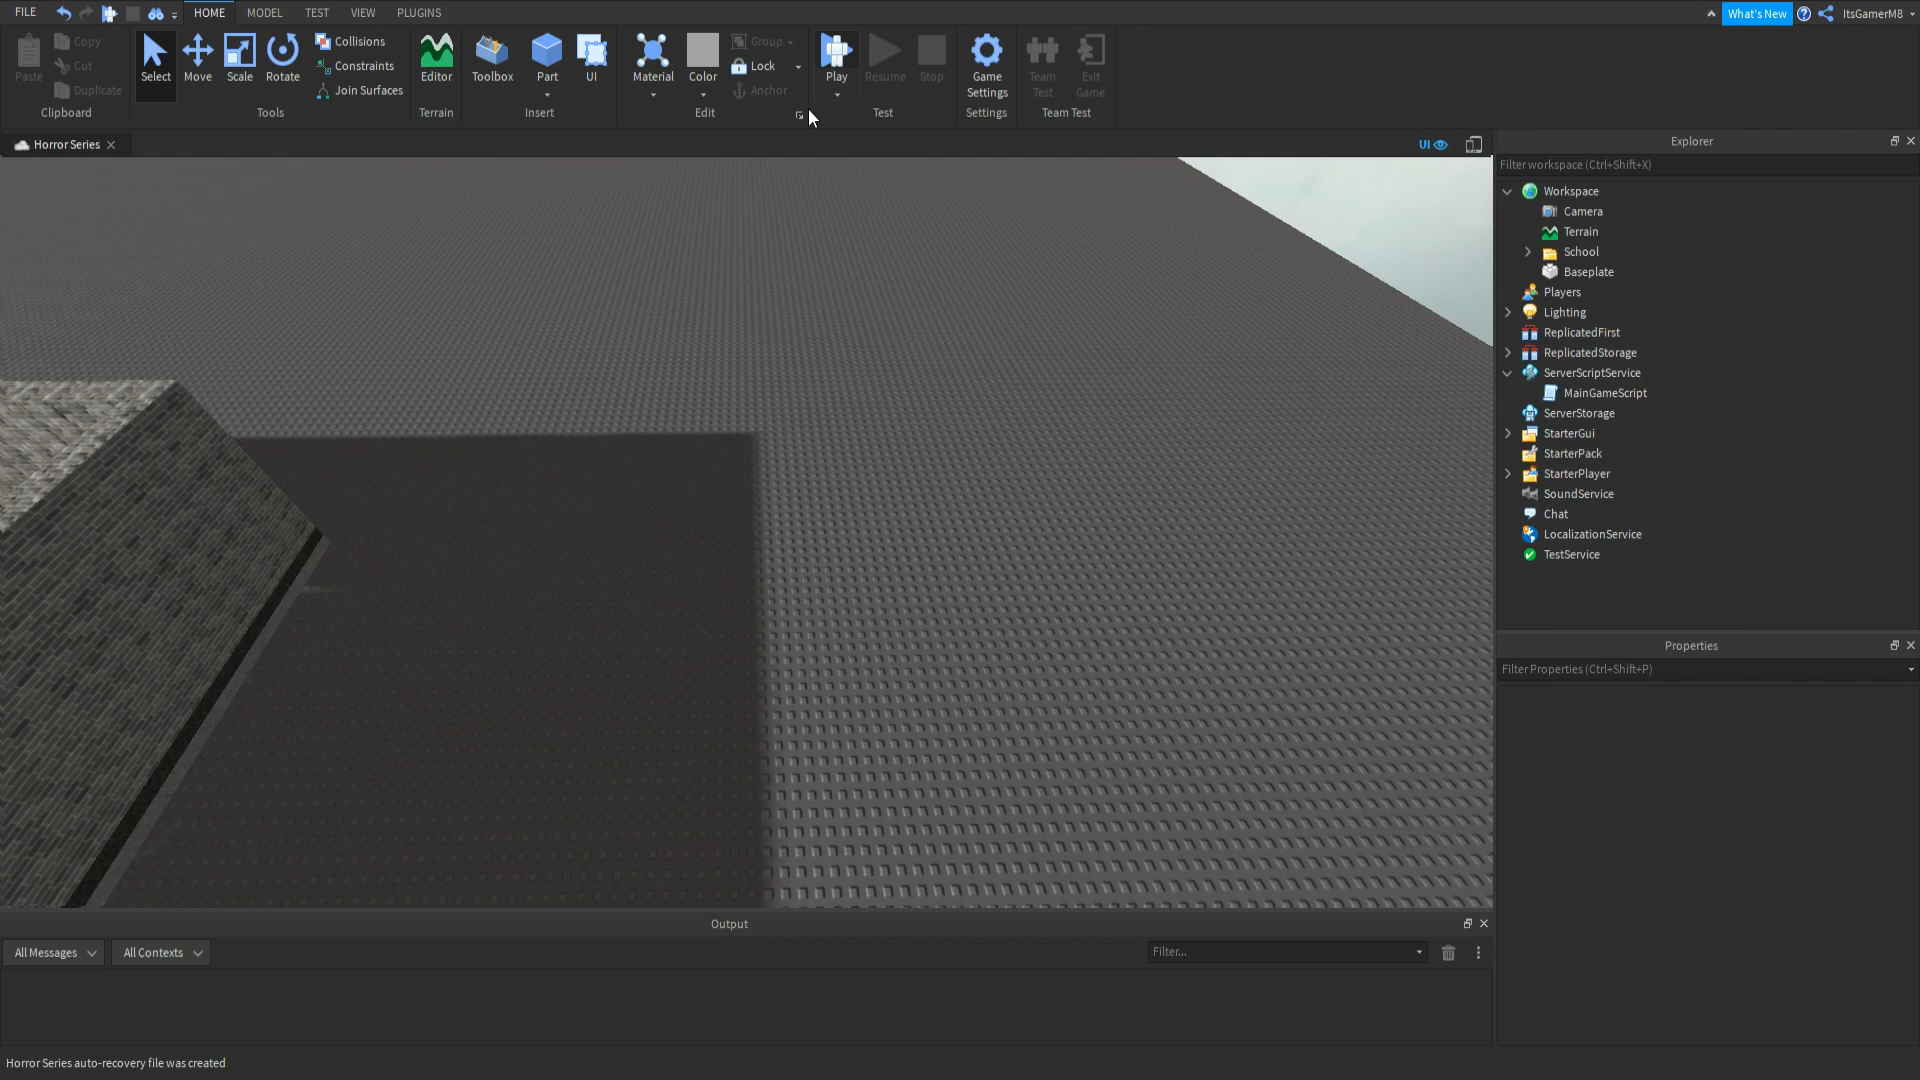 FILE
HOME
MODEL
TEST
VIEW
PLUGINS
What's New
ItsGamerM8
Paste
Copy
Cut
Duplicate
Clipboard
Select
Move
Scale
Rotate
Collisions
Constraints
Join Surfaces
Tools
Editor
Terrain
Toolbox
Part
UI
Insert
Material
Color
Group
Lock
Anchor
Edit
Play
Resume
Stop
Test
Game
Settings
Settings
Team
Test
Exit
Game
Team Test
Horror Series
UI
Explorer
Filter workspace (Ctrl+Shift+X)
Workspace
Camera
Terrain
School
Baseplate
Players
Lighting
ReplicatedFirst
ReplicatedStorage
ServerScriptService
MainGameScript
ServerStorage
StarterGui
StarterPack
StarterPlayer
SoundService
Chat
LocalizationService
TestService
Properties
Filter Properties (Ctrl+Shift+P)
Output
All Messages
All Contexts
Filter...
Horror Series auto-recovery file was created